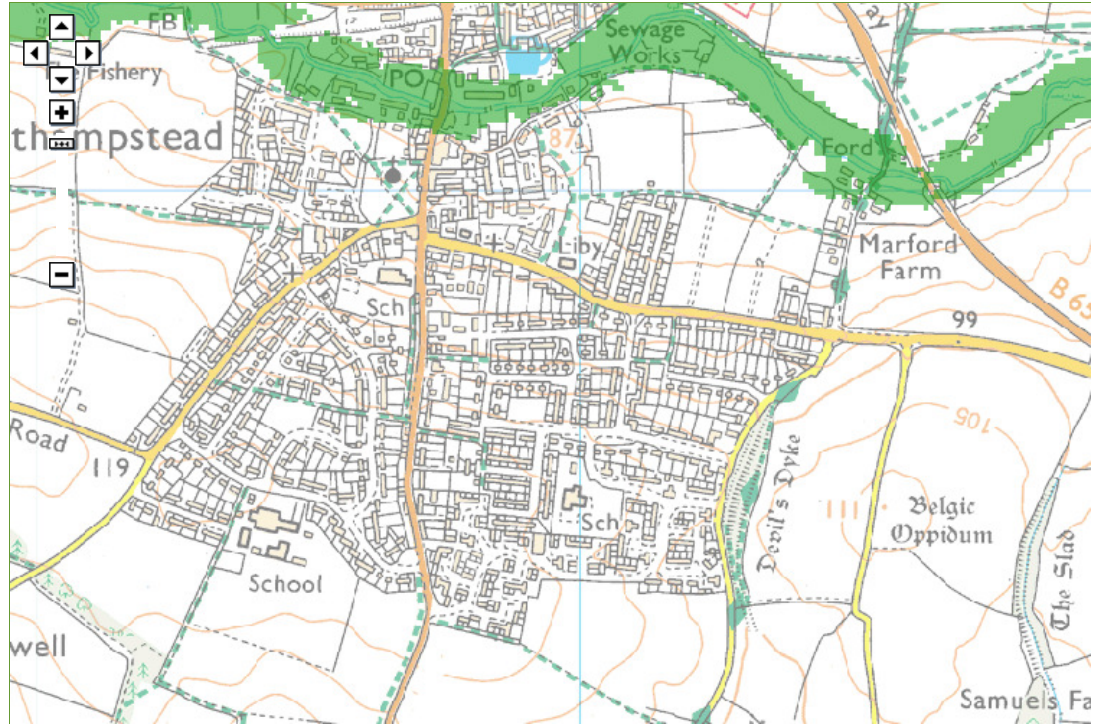 FB
Sewage
Works
Fishery
PO
thampstead
87
Ford
Liby
Marford
Farm
Sch
B 65
99
105
Road
119
Devil's Dyke
111
Belgic
Oppidum
Sch
School
The Slad
well
Samuels Fa